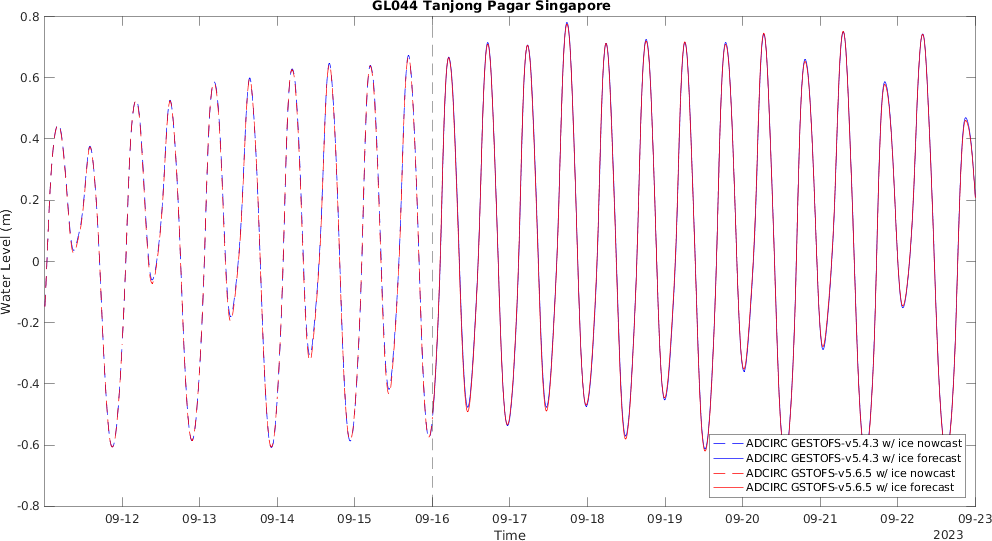 GL044 Tanjong Pagar Singapore
0.8
0.6
0.4
0.2
0
-0.2
-0.4
-0.6
-0.8
Water Level (m)
ADCIRC GESTOFS-v5.4.3 w/ ice nowcast
ADCIRC GESTOFS-v5.4.3 w/ ice forecast
ADCIRC GSTOFS-v5.6.5 w/ ice nowcast
ADCIRC GSTOFS-v5.6.5 w/ ice forecast
09-12 09-13 09-14 09-15 09-16 09-17 09-18 09-19 09-20 09-21 09-22 09-23
Time
2023